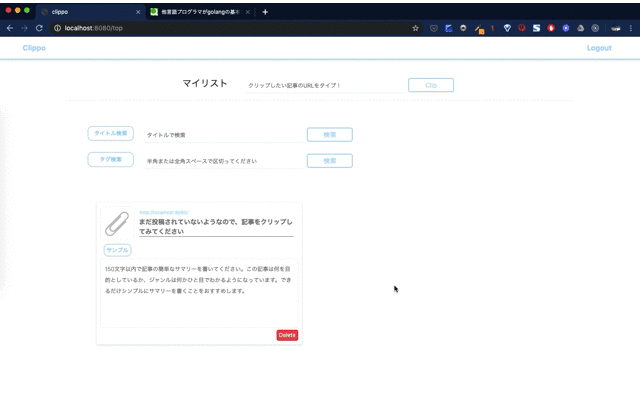 clippo
他言語プログラマがgolangの基本
localhost:8080/top
Clippo
Logout
マイリスト
クリップしたい記事のURLをタイプ！
Clip
タイトル検索
タイトルで検索
検索
タグ検索
半角または全角スペースで区切ってください
検索
http://localhost:8080/
まだ投稿されていないようなので、記事をクリップし
てみてください
サンプル
150文字以内で記事の簡単なサマリーを書いてください。この記事は何を目
的としているか、ジャンルは何かひと目でわかるようになっています。でき
るだけシンプルにサマリーを書くことをおすすめします。
Delete